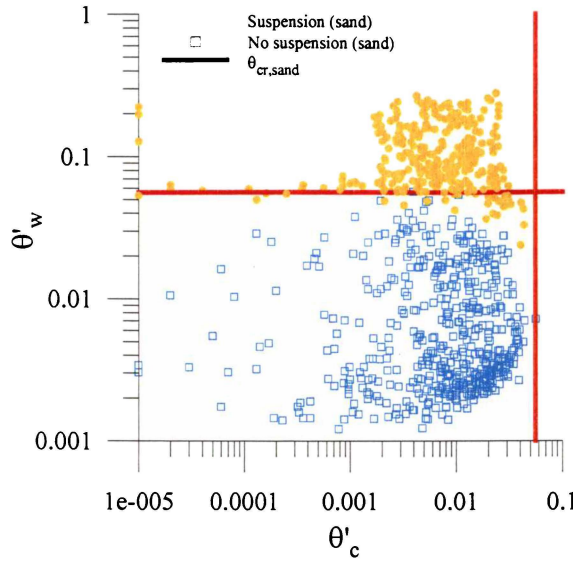 1
Suspension (sand)
No suspension (sand)
θcr,sand
0.1
θ'w
0.01
0.001
1e-005 0.0001 0.001 0.01 0.1
θ'c